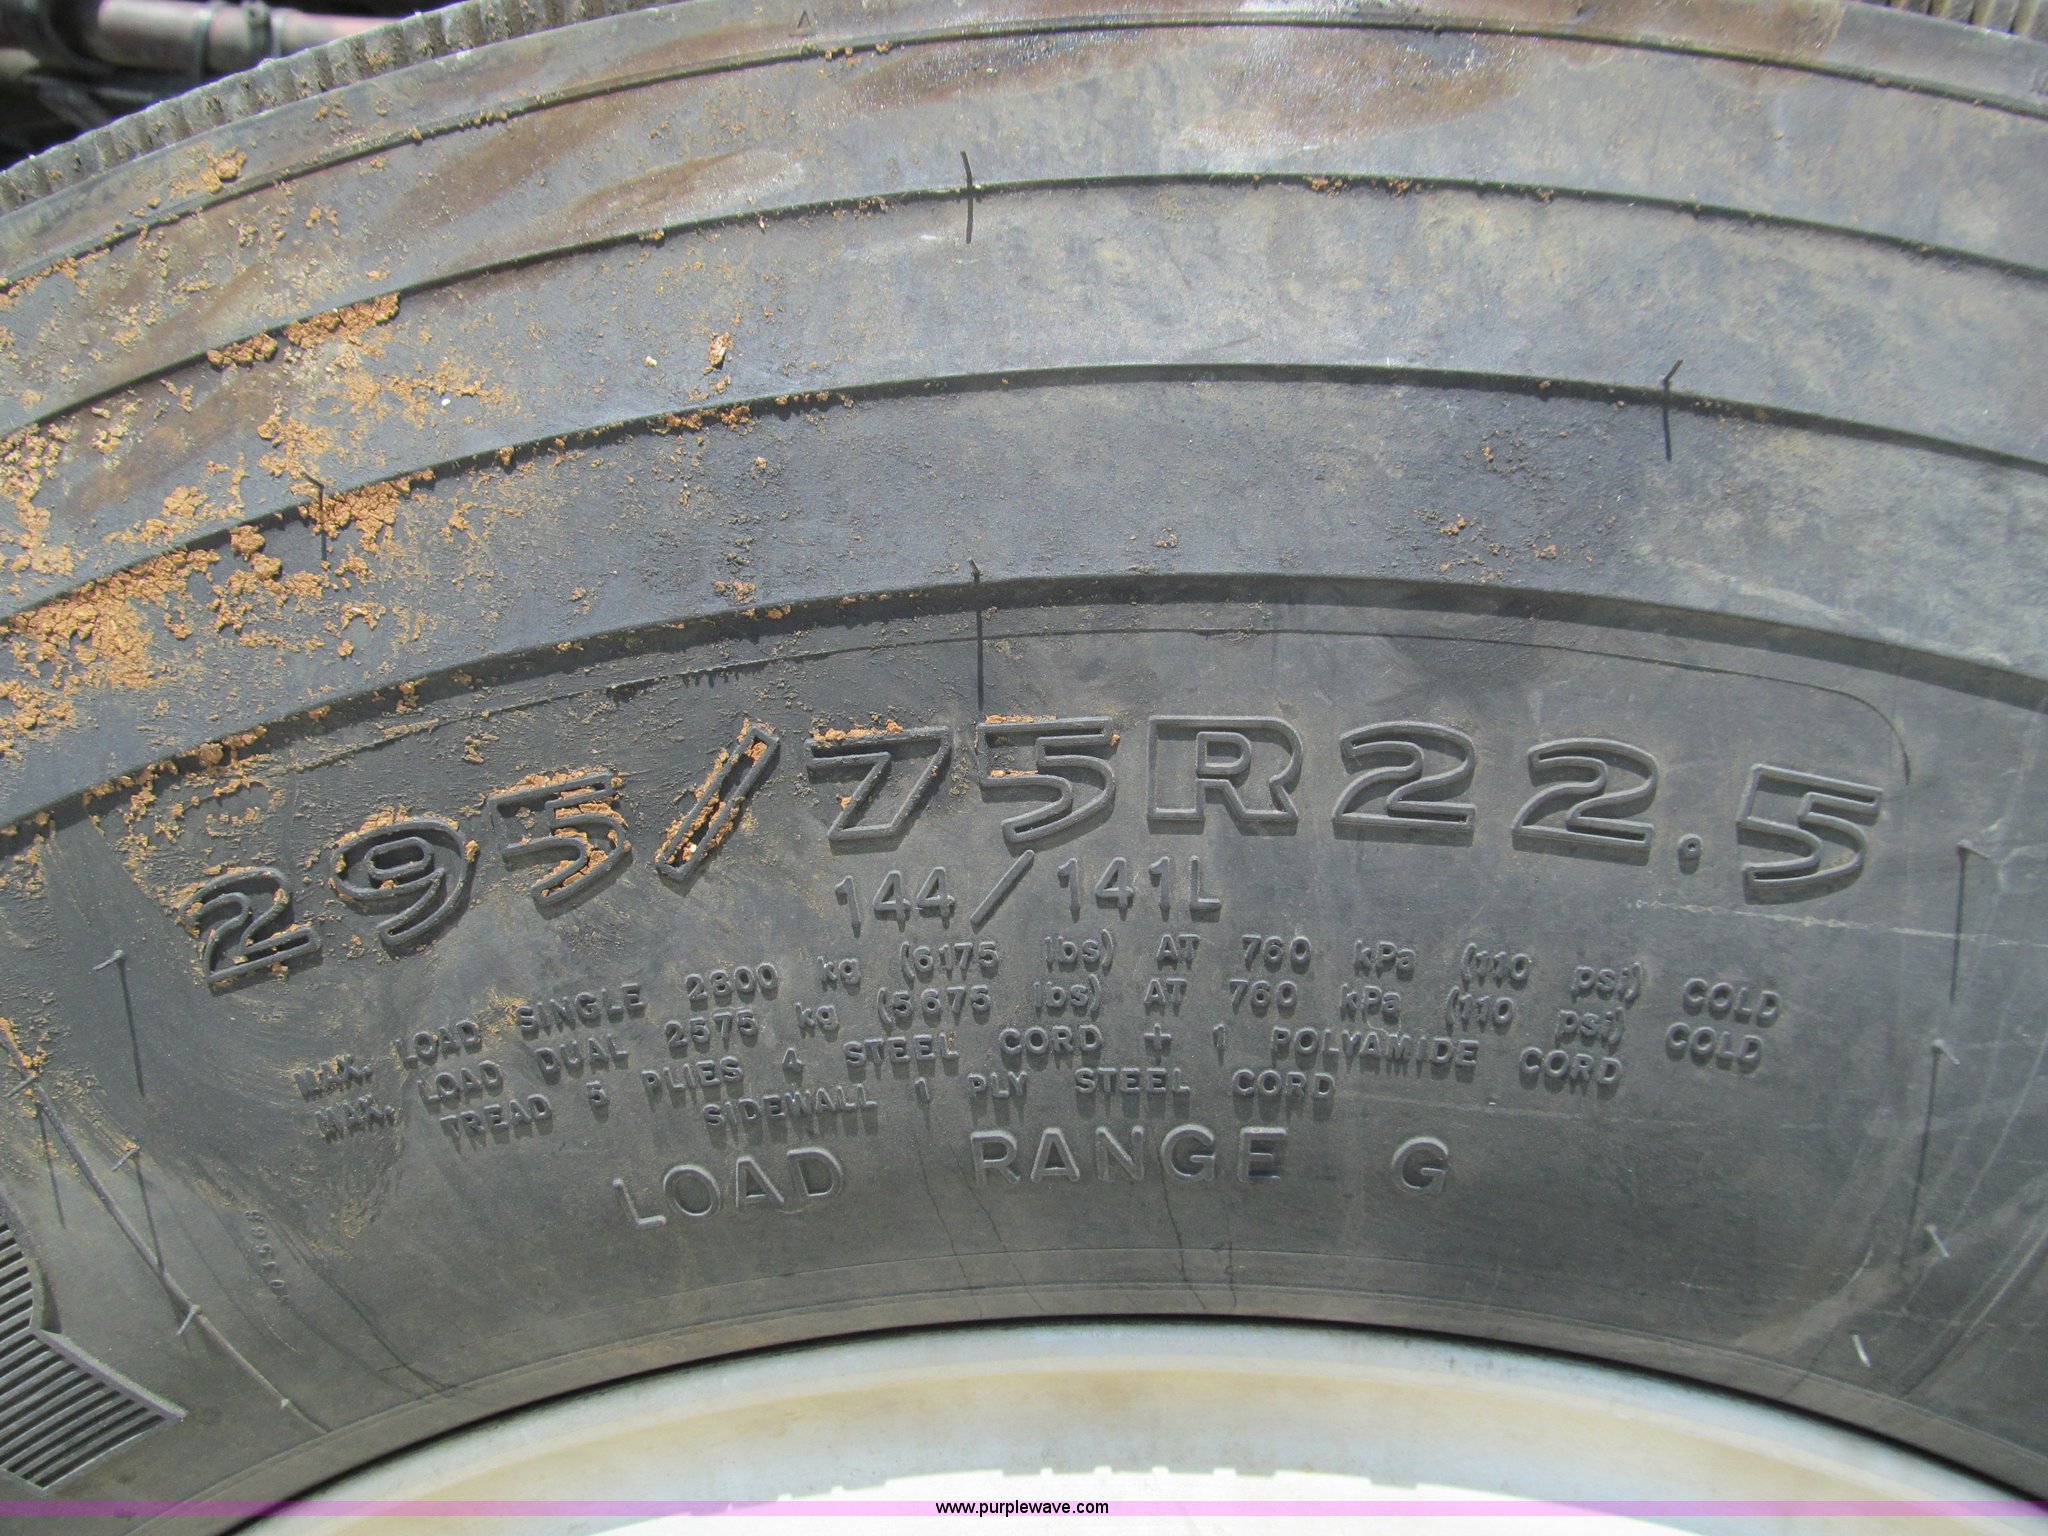 295/75R22.5
144/141L
MAX. LOAD SINGLE 2800 kg (6175 lbs) AT 760 kPa (110 psi) COLD
MAX. LOAD DUAL 2575 kg (5675 lbs) AT 760 kPa (110 psi) COLD
TREAD 5 PLIES 4 STEEL CORD + 1 POLYAMIDE CORD
SIDEWALL 1 PLY STEEL CORD
LOAD RANGE G
www.purplewave.com